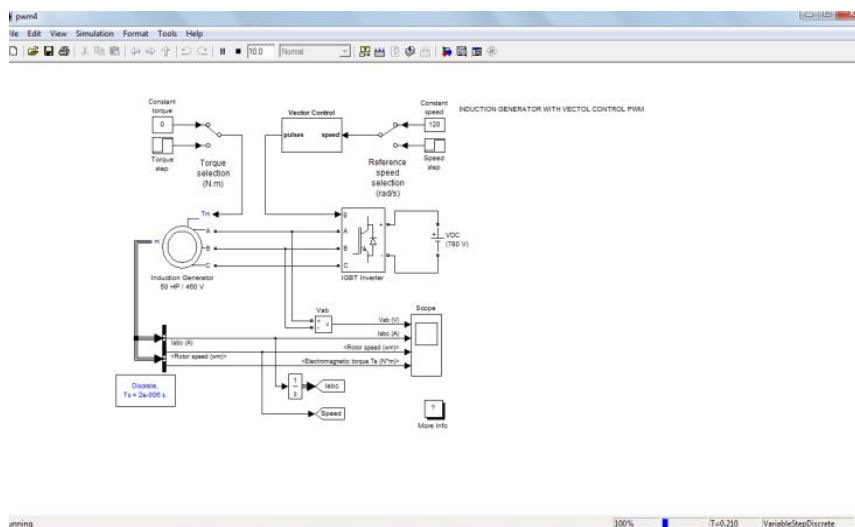 pwm4
File Edit View Simulation Format Tools Help
10.0 Normal
Constant
torque
0
Torque
step
Torque
selection
(N.m)
Vector Control
pulses speed
Constant
speed
120
Speed
step
Reference
speed
selection
(rad/s)
INDUCTION GENERATOR WITH VECTOL CONTROL PWM
Tm
m
A
B
C
Induction Generator
50 HP / 460 V
g
A
B
C
+
-
IGBT Inverter
+
VDC
(780 V)
Vab
+
-
v
Scope
Vab (V)
Iabc (A)
Iabc (A)
<Rotor speed (wm)>
<Rotor speed (wm)>
<Electromagnetic torque Te (N*m)>
Discrete,
Ts = 2e-006 s.
1
z
Iabc
Speed
?
More Info
unning
100% T=0.210 VariableStepDiscrete